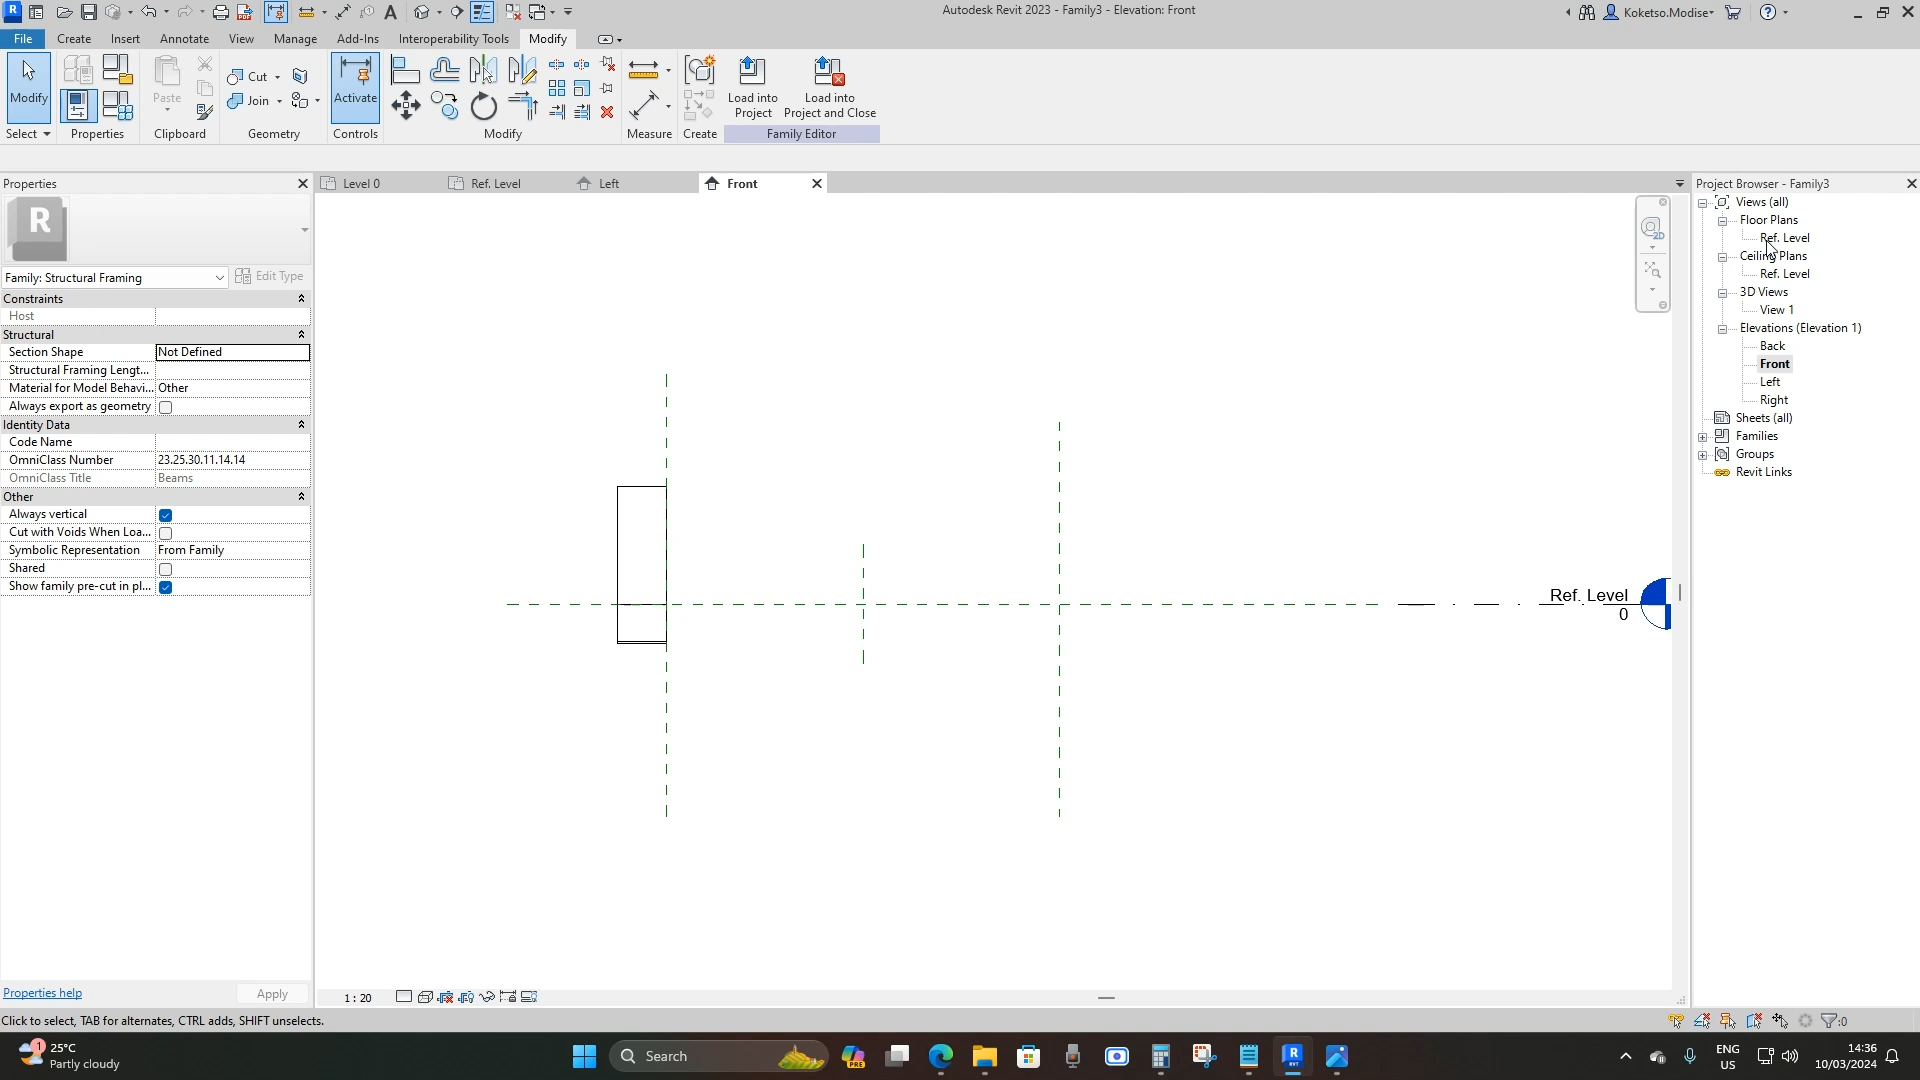 Autodesk Revit 2023 - Family3 - Elevation: Front
Koketso.Modise
File Create Insert Annotate View Manage Add-Ins Interoperability Tools Modify
Modify
Paste
Cut
Join
Activate
Load into
Project
Load into
Project and Close
Select Properties Clipboard Geometry Controls Modify Measure Create Family Editor
Properties
Level 0
Ref. Level
Left
Front
Project Browser - Family3
R
Family: Structural Framing
Edit Type
Constraints
Host
Structural
Section Shape Not Defined
Structural Framing Lengt...
Material for Model Behavi... Other
Always export as geometry
Identity Data
Code Name
OmniClass Number 23.25.30.11.14.14
OmniClass Title Beams
Other
Always vertical
Cut with Voids When Loa...
Symbolic Representation From Family
Shared
Show family pre-cut in pl...
Properties help
Apply
2D
Ref. Level
0
Views (all)
Floor Plans
Ref. Level
Ceiling Plans
Ref. Level
3D Views
View 1
Elevations (Elevation 1)
Back
Front
Left
Right
Sheets (all)
Families
Groups
Revit Links
1 : 20
Click to select, TAB for alternates, CTRL adds, SHIFT unselects.
:0
1
25°C
Partly cloudy
Search
PRE
R
RVT
ENG
US
14:36
10/03/2024